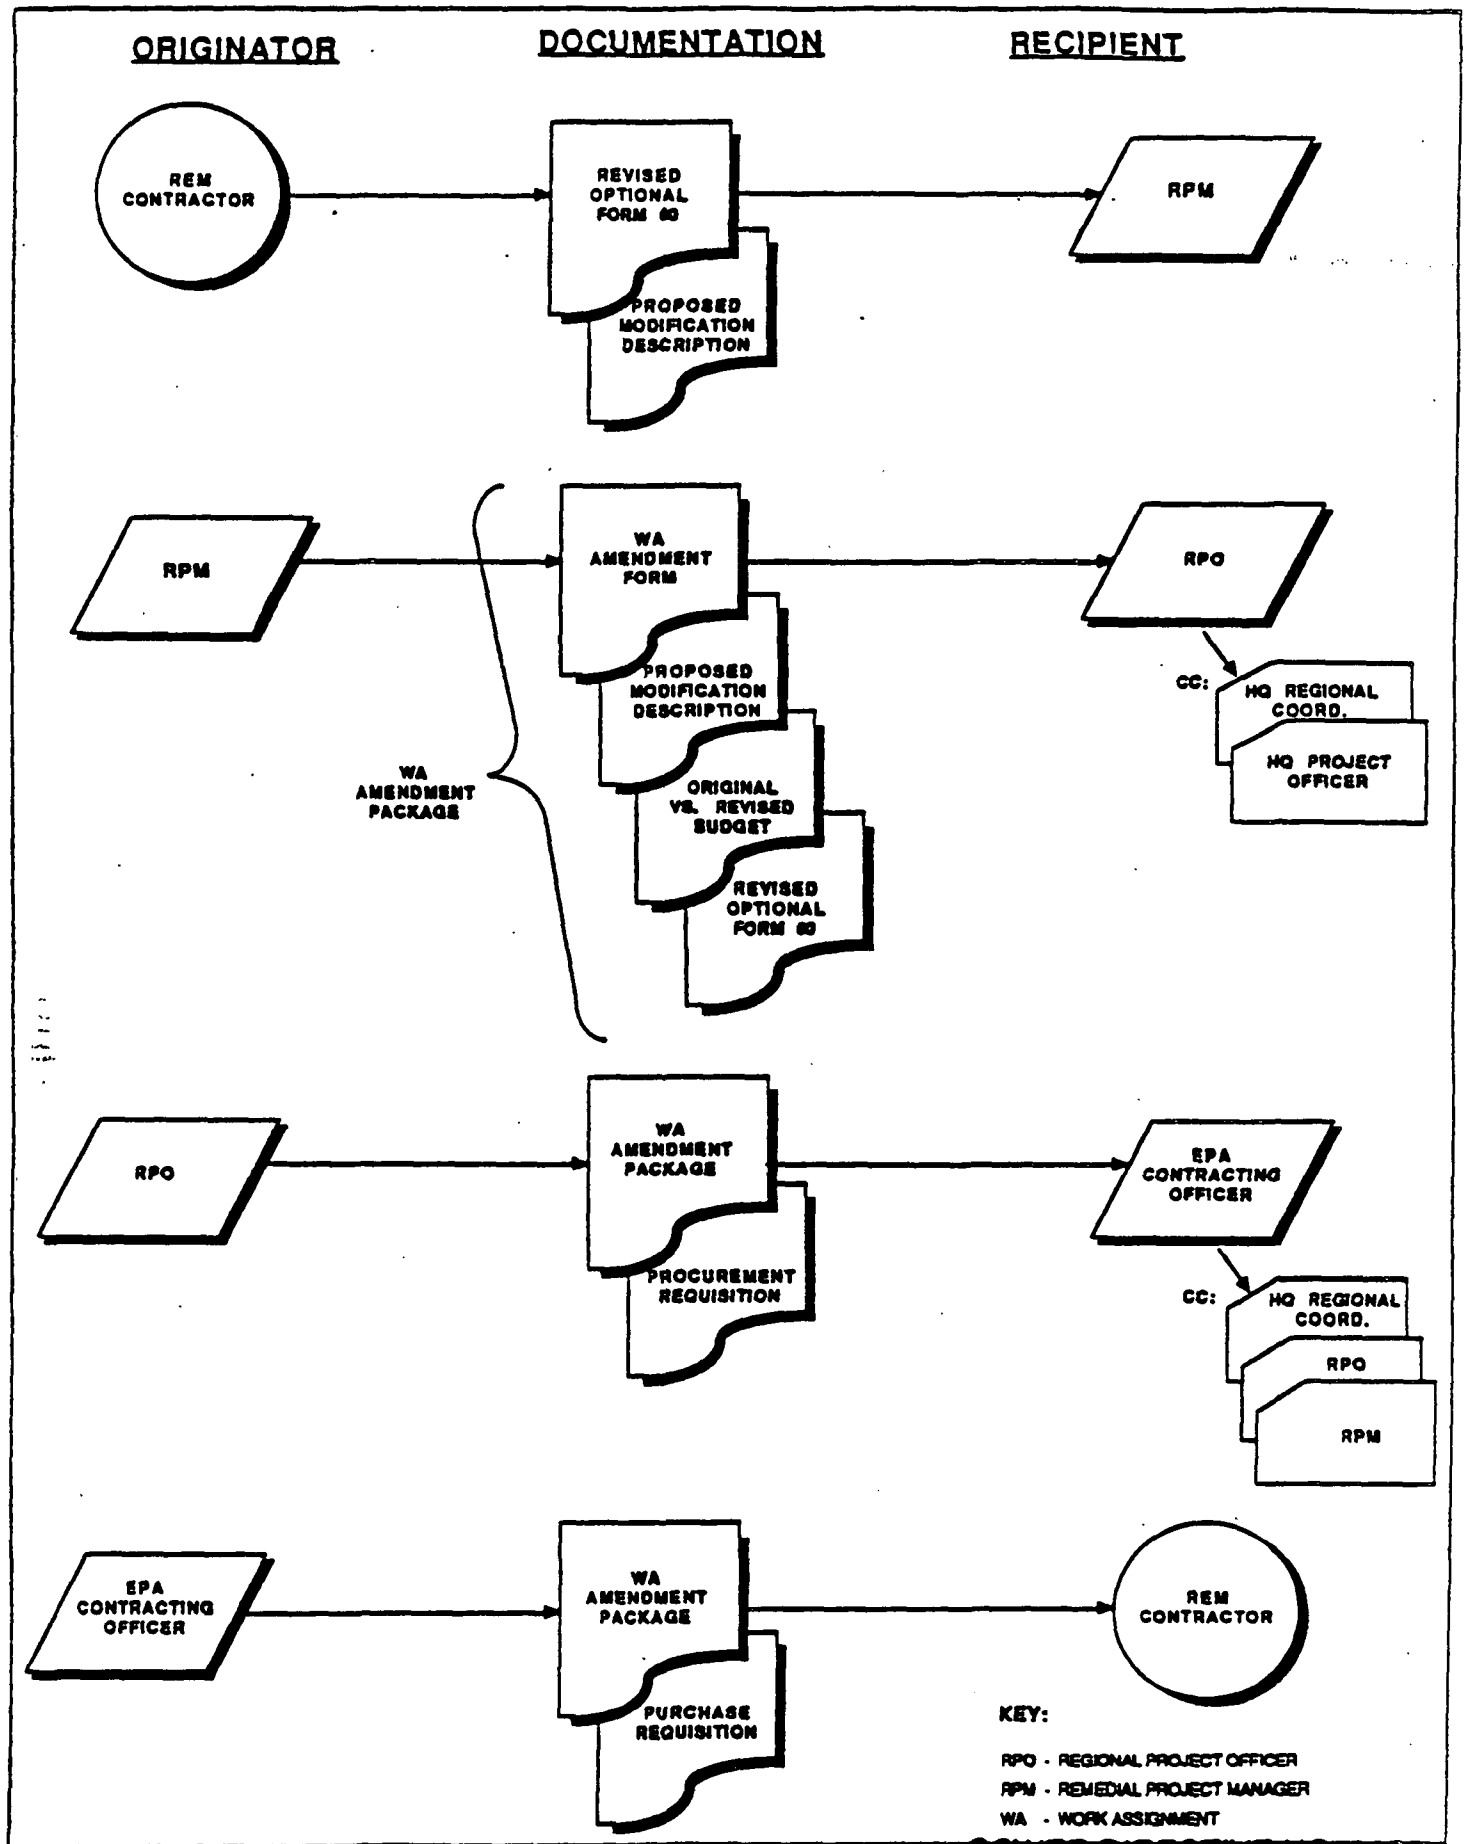 ORIGINATOR
DOCUMENTATION
RECIPIENT
REM
CONTRACTOR
REVISED
OPTIONAL
FORM 60
PROPOSED
MODIFICATION
DESCRIPTION
RPM
RPM
WA
AMENDMENT
PACKAGE
WA
AMENDMENT
FORM
PROPOSED
MODIFICATION
DESCRIPTION
ORIGINAL
VS. REVISED
BUDGET
REVISED
OPTIONAL
FORM 60
RPO
CC:
HQ REGIONAL
COORD.
HQ PROJECT
OFFICER
RPO
WA
AMENDMENT
PACKAGE
PROCUREMENT
REQUISITION
EPA
CONTRACTING
OFFICER
CC:
HQ REGIONAL
COORD.
RPO
RPM
EPA
CONTRACTING
OFFICER
WA
AMENDMENT
PACKAGE
PURCHASE
REQUISITION
REM
CONTRACTOR
KEY:
RPO - REGIONAL PROJECT OFFICER
RPM - REMEDIAL PROJECT MANAGER
WA - WORK ASSIGNMENT